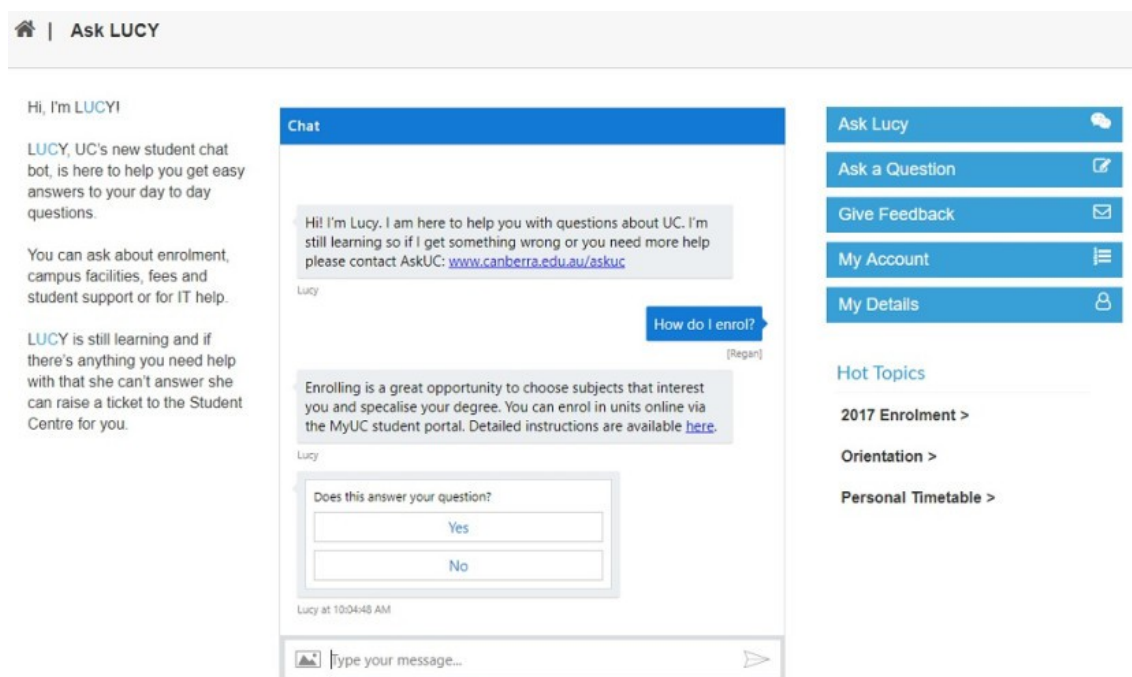 | Ask LUCY
Hi, I'm LUCY!
LUCY, UC's new student chat
bot, is here to help you get easy
answers to your day to day
questions.
You can ask about enrolment,
campus facilities, fees and
student support or for IT help.
LUCY is still learning and if
there's anything you need help
with that she can't answer she
can raise a ticket to the Student
Centre for you.
Chat
Hi! I'm Lucy. I am here to help you with questions about UC. I'm
still learning so if I get something wrong or you need more help
please contact AskUC: www.canberra.edu.au/askuc
Lucy
How do I enrol?
[Regan]
Enrolling is a great opportunity to choose subjects that interest
you and specalise your degree. You can enrol in units online via
the MyUC student portal. Detailed instructions are available here.
Lucy
Does this answer your question?
Yes
No
Lucy at 10:04:48 AM
Type your message...
Ask Lucy
Ask a Question
Give Feedback
My Account
My Details
Hot Topics
2017 Enrolment >
Orientation >
Personal Timetable >